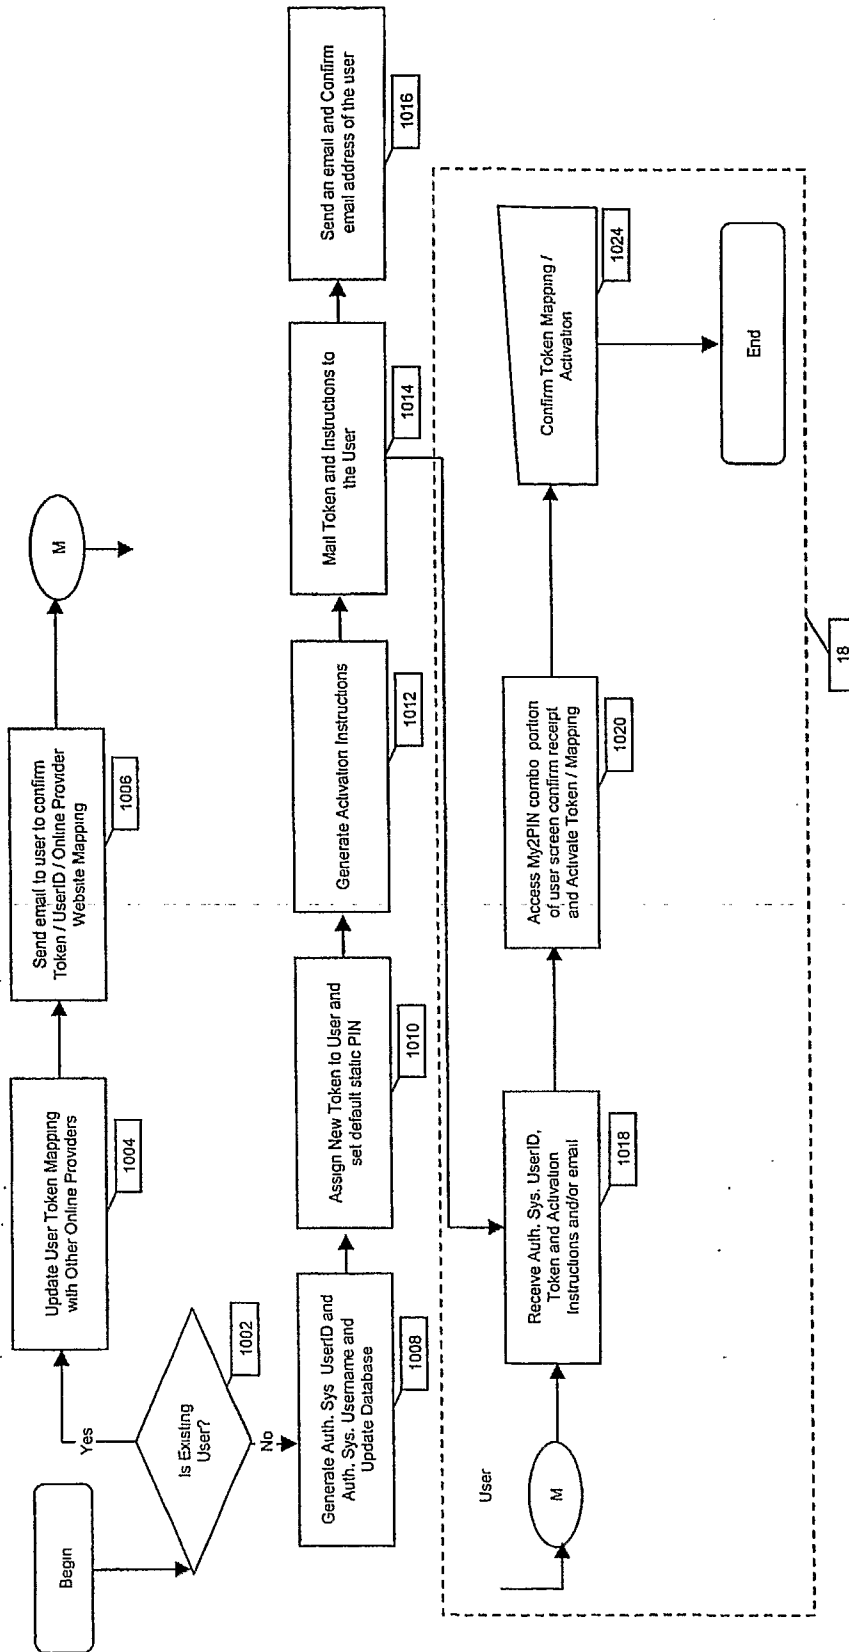 Begin
Is Existing
User?
1002
Yes
No
Update User Token Mapping
with Other Online Providers
1004
Send email to user to confirm
Token / UserID / Online Provider
Website Mapping
1006
M
Generate Auth. Sys UserID and
Auth. Sys. Username and
Update Database
1008
Assign New Token to User and
set default static PIN
1010
Generate Activation Instructions
1012
Mail Token and Instructions to
the User
1014
Send an email and Confirm
email address of the user
1016
User
M
Receive Auth. Sys. UserID,
Token and Activation
Instructions and/or email
1018
Access My2PIN combo portion
of user screen confirm receipt
and Activate Token / Mapping
1020
Confirm Token Mapping /
Activation
1024
End
18